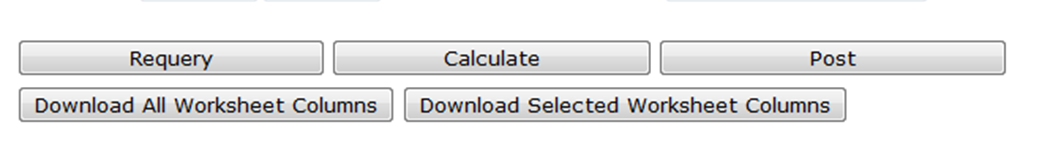 Requery Calculate Post
Download All Worksheet Columns Download Selected Worksheet Columns